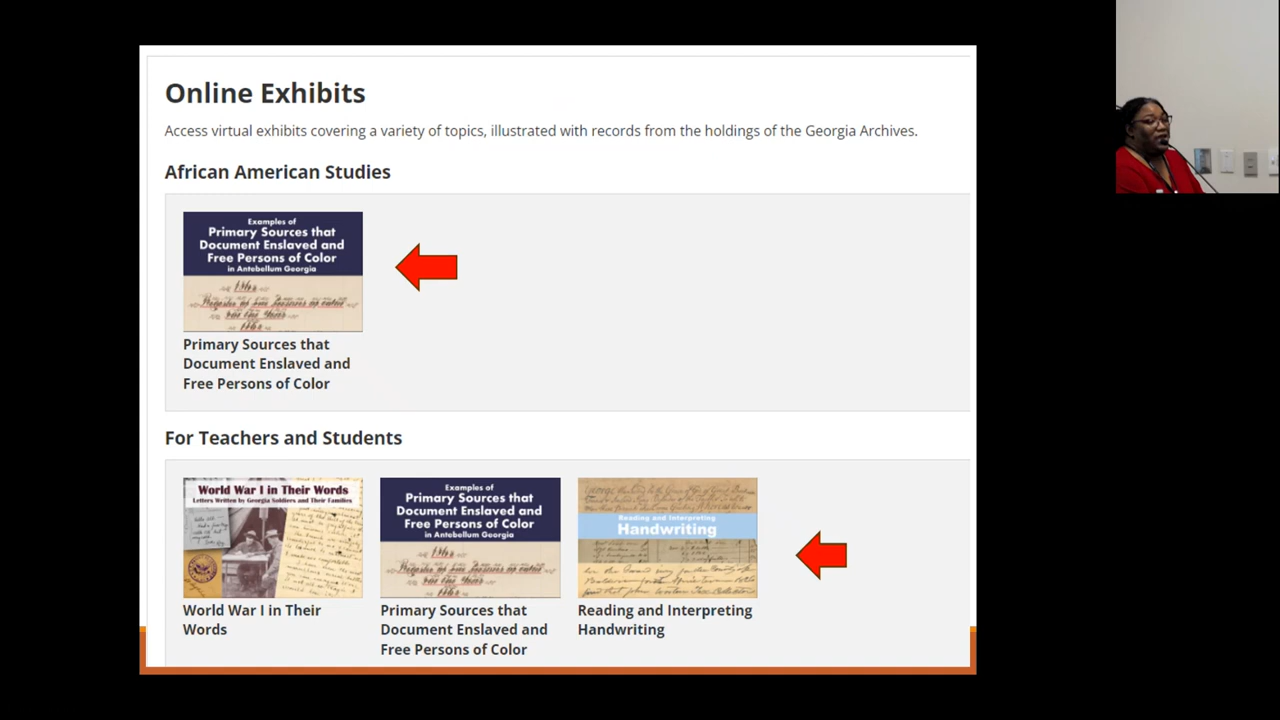 Online Exhibits
Access virtual exhibits covering a variety of topics, illustrated with records from the holdings of the Georgia Archives.
African American Studies
Examples of
Primary Sources that
Document Enslaved and
Free Persons of Color
in Antebellum Georgia
Primary Sources that
Document Enslaved and
Free Persons of Color
For Teachers and Students
World War I in Their Words
Letters Written by Georgia Soldiers and Their Families
World War I in Their
Words
Examples of
Primary Sources that
Document Enslaved and
Free Persons of Color
in Antebellum Georgia
Primary Sources that
Document Enslaved and
Free Persons of Color
Reading and Interpreting
Handwriting
Reading and Interpreting
Handwriting